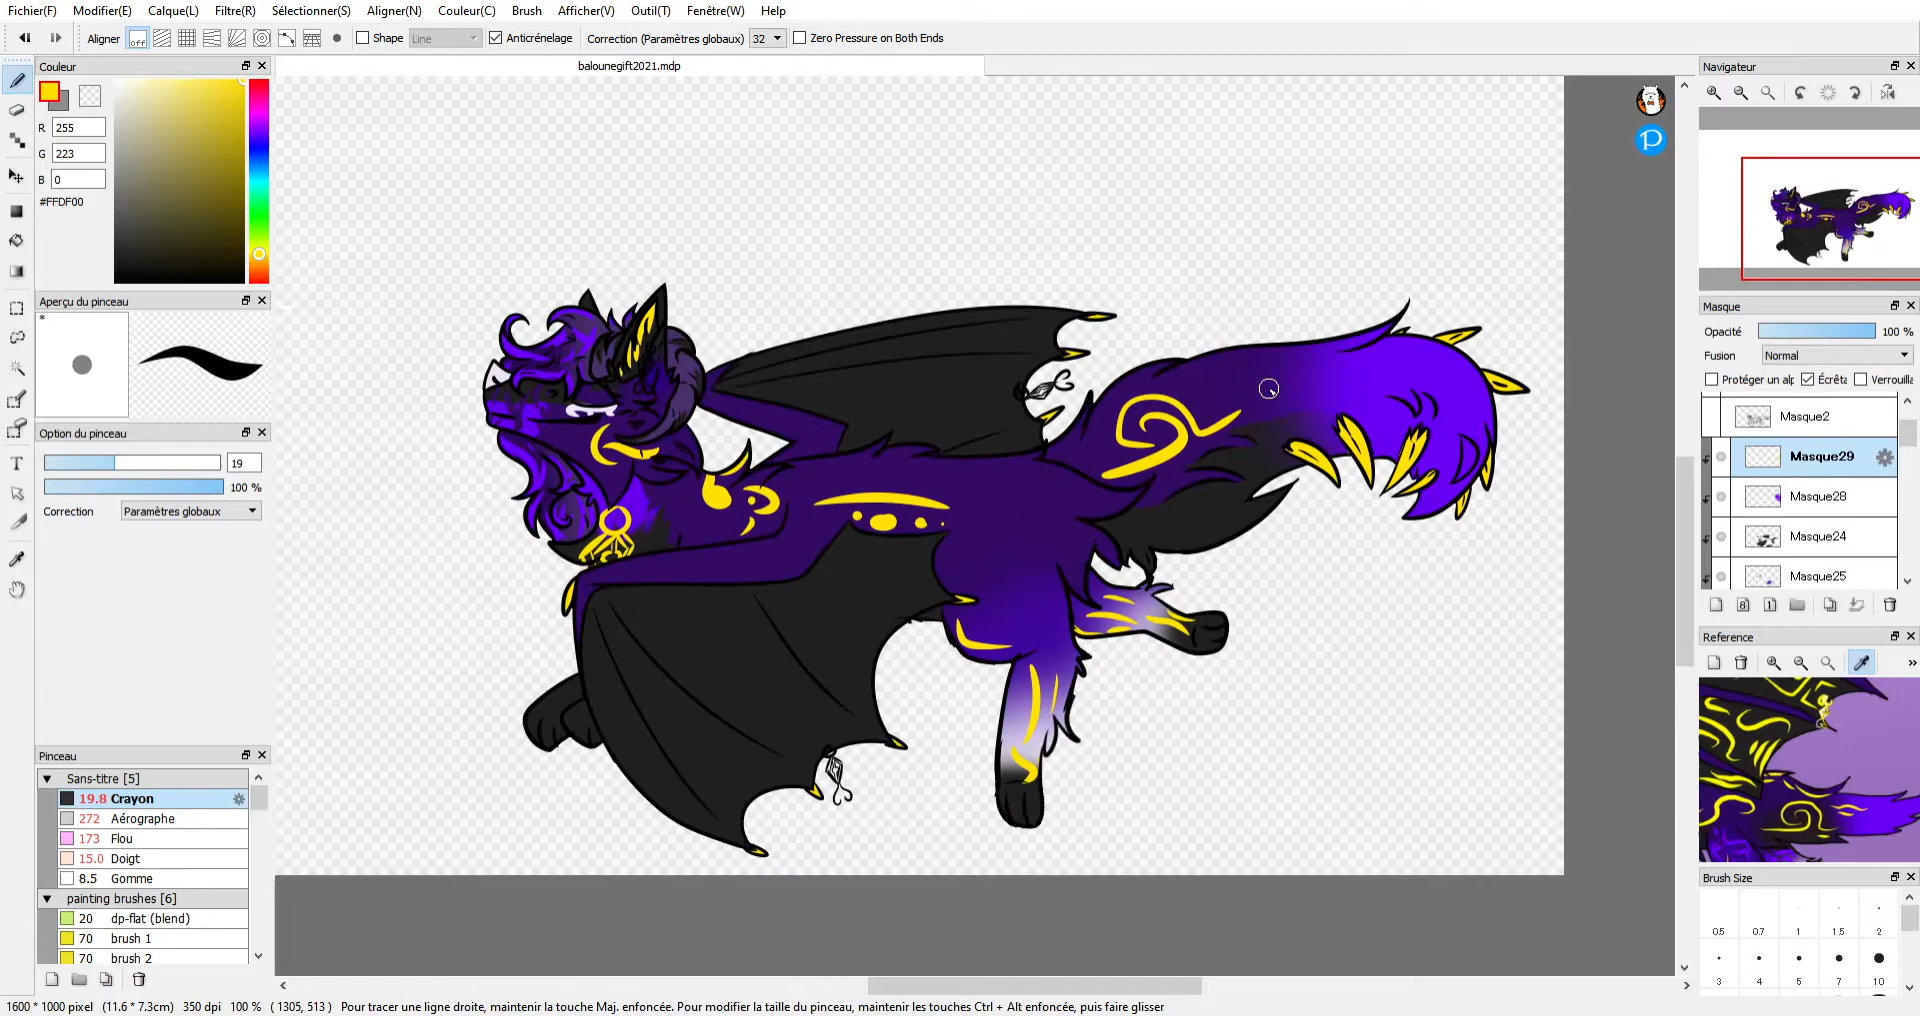 Fichier(F) Modifier(E) Calque(L) Filtre(R) Sélectionner(S) Aligner(N) Couleur(C) Brush Afficher(V) Outil(T) Fenêtre(W) Help
Aligner off Shape Line Anticrénelage Correction (Paramètres globaux) 32 Zero Pressure on Both Ends
balounegift2021.mdp
Couleur
R 255
G 223
B 0
#FFDF00
Aperçu du pinceau
*
Option du pinceau
19
100 %
Correction Paramètres globaux
Pinceau
Sans-titre [5]
19.8 Crayon
272 Aérographe
173 Flou
15.0 Doigt
8.5 Gomme
painting brushes [6]
20 dp-flat (blend)
70 brush 1
70 brush 2
P
Navigateur
Masque
Opacité 100 %
Fusion Normal
Protéger un alp Écrêta Verrouilla
Masque2
Masque29
Masque28
Masque24
Masque25
8 1
Reference
»
Brush Size
0.5 0.7 1 1.5 2
3 4 5 7 10
1600 * 1000 pixel (11.6 * 7.3cm) 350 dpi 100 % ( 1305, 513 ) Pour tracer une ligne droite, maintenir la touche Maj. enfoncée. Pour modifier la taille du pinceau, maintenir les touches Ctrl + Alt enfoncée, puis faire glisser